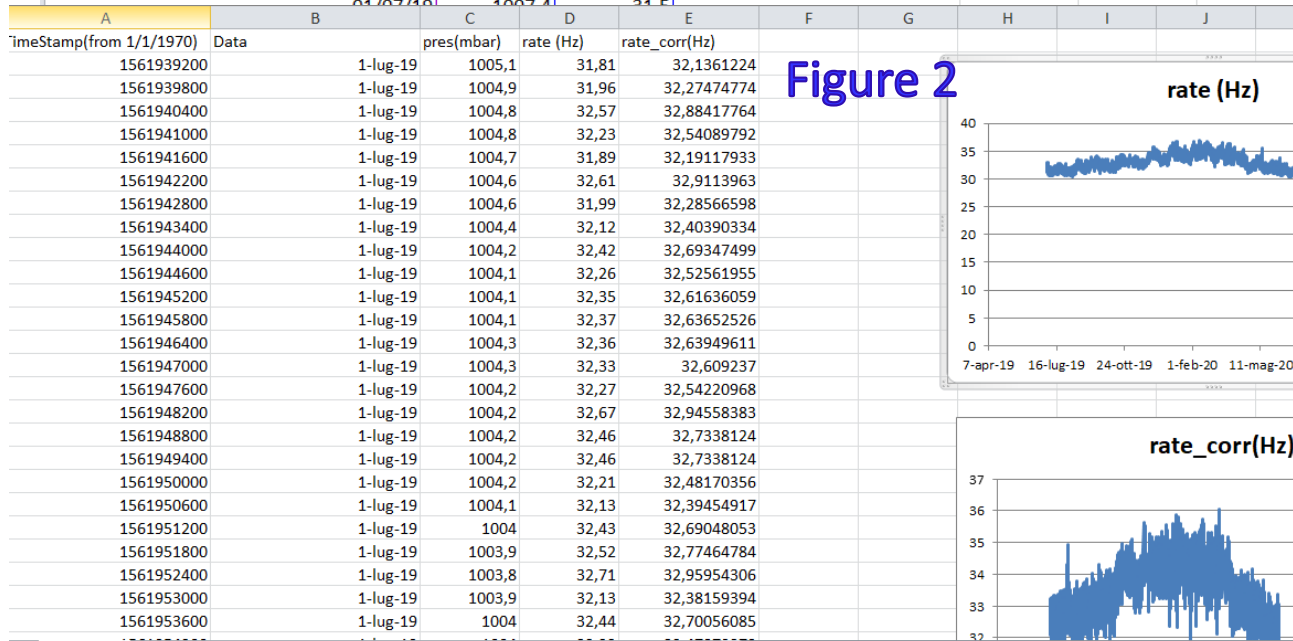 01/07/19 1007,4 31,5
A B C D E F G H I J
TimeStamp(from 1/1/1970) Data pres(mbar) rate (Hz) rate_corr(Hz)
1561939200 1-lug-19 1005,1 31,81 32,1361224
1561939800 1-lug-19 1004,9 31,96 32,27474774
1561940400 1-lug-19 1004,8 32,57 32,88417764
1561941000 1-lug-19 1004,8 32,23 32,54089792
1561941600 1-lug-19 1004,7 31,89 32,19117933
1561942200 1-lug-19 1004,6 32,61 32,9113963
1561942800 1-lug-19 1004,6 31,99 32,28566598
1561943400 1-lug-19 1004,4 32,12 32,40390334
1561944000 1-lug-19 1004,2 32,42 32,69347499
1561944600 1-lug-19 1004,1 32,26 32,52561955
1561945200 1-lug-19 1004,1 32,35 32,61636059
1561945800 1-lug-19 1004,1 32,37 32,63652526
1561946400 1-lug-19 1004,3 32,36 32,63949611
1561947000 1-lug-19 1004,3 32,33 32,609237
1561947600 1-lug-19 1004,2 32,27 32,54220968
1561948200 1-lug-19 1004,2 32,67 32,94558383
1561948800 1-lug-19 1004,2 32,46 32,7338124
1561949400 1-lug-19 1004,2 32,46 32,7338124
1561950000 1-lug-19 1004,2 32,21 32,48170356
1561950600 1-lug-19 1004,1 32,13 32,39454917
1561951200 1-lug-19 1004 32,43 32,69048053
1561951800 1-lug-19 1003,9 32,52 32,77464784
1561952400 1-lug-19 1003,8 32,71 32,95954306
1561953000 1-lug-19 1003,9 32,13 32,38159394
1561953600 1-lug-19 1004 32,44 32,70056085
Figure 2
rate (Hz)
40
35
30
25
20
15
10
5
0
7-apr-19 16-lug-19 24-ott-19 1-feb-20 11-mag-20
rate_corr(Hz)
37
36
35
34
33
32